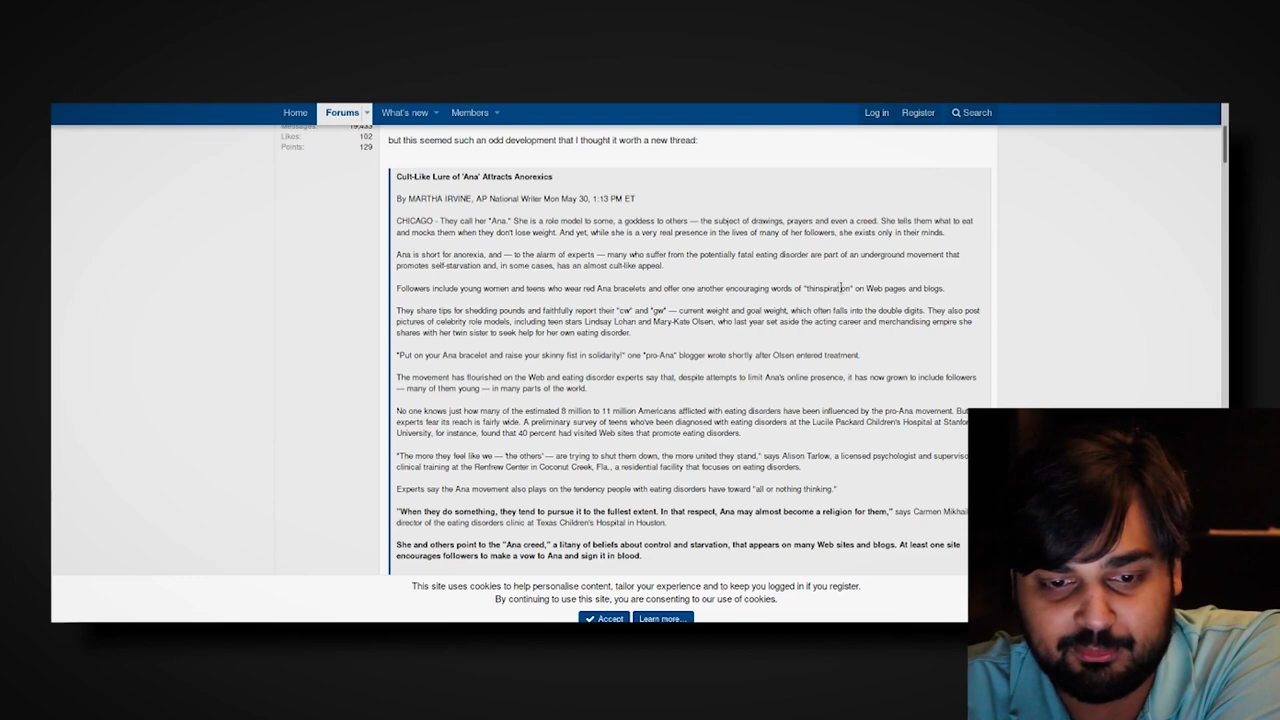 Home Forums What's new Members Log in Register Search
Messages: 19,433
Likes: 102
Points: 129
but this seemed such an odd development that I thought it worth a new thread:
Cult-Like Lure of 'Ana' Attracts Anorexics
By MARTHA IRVINE, AP National Writer Mon May 30, 1:13 PM ET
CHICAGO - They call her "Ana." She is a role model to some, a goddess to others — the subject of drawings, prayers and even a creed. She tells them what to eat
and mocks them when they don't lose weight. And yet, while she is a very real presence in the lives of many of her followers, she exists only in their minds.
Ana is short for anorexia, and — to the alarm of experts — many who suffer from the potentially fatal eating disorder are part of an underground movement that
promotes self-starvation and, in some cases, has an almost cult-like appeal.
Followers include young women and teens who wear red Ana bracelets and offer one another encouraging words of "thinspiration" on Web pages and blogs.
They share tips for shedding pounds and faithfully report their "cw" and "gw" — current weight and goal weight, which often falls into the double digits. They also post
pictures of celebrity role models, including teen stars Lindsay Lohan and Mary-Kate Olsen, who last year set aside the acting career and merchandising empire she
shares with her twin sister to seek help for her own eating disorder.
"Put on your Ana bracelet and raise your skinny fist in solidarity!" one "pro-Ana" blogger wrote shortly after Olsen entered treatment.
The movement has flourished on the Web and eating disorder experts say that, despite attempts to limit Ana's online presence, it has now grown to include followers
— many of them young — in many parts of the world.
No one knows just how many of the estimated 8 million to 11 million Americans afflicted with eating disorders have been influenced by the pro-Ana movement. But
experts fear its reach is fairly wide. A preliminary survey of teens who've been diagnosed with eating disorders at the Lucile Packard Children's Hospital at Stanfor
University, for instance, found that 40 percent had visited Web sites that promote eating disorders.
"The more they feel like we — 'the others' — are trying to shut them down, the more united they stand," says Alison Tarlow, a licensed psychologist and superviso
clinical training at the Renfrew Center in Coconut Creek, Fla., a residential facility that focuses on eating disorders.
Experts say the Ana movement also plays on the tendency people with eating disorders have toward "all or nothing thinking."
"When they do something, they tend to pursue it to the fullest extent. In that respect, Ana may almost become a religion for them," says Carmen Mikhail
director of the eating disorders clinic at Texas Children's Hospital in Houston.
She and others point to the "Ana creed," a litany of beliefs about control and starvation, that appears on many Web sites and blogs. At least one site
encourages followers to make a vow to Ana and sign it in blood.
This site uses cookies to help personalise content, tailor your experience and to keep you logged in if you register.
By continuing to use this site, you are consenting to our use of cookies.
Accept Learn more...